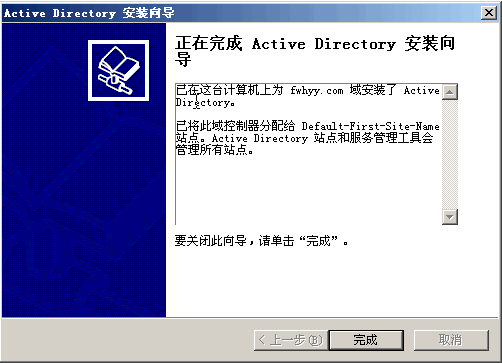 Active Directory 安装向导
正在完成 Active Directory 安装向
导
已在这台计算机上为 fwhyy.com 域安装了 Active
Directory。
已将此域控制器分配给 Default-First-Site-Name
站点。Active Directory 站点和服务管理工具会
管理所有站点。
要关闭此向导，请单击“完成”。
< 上一步(B)
完成
取消